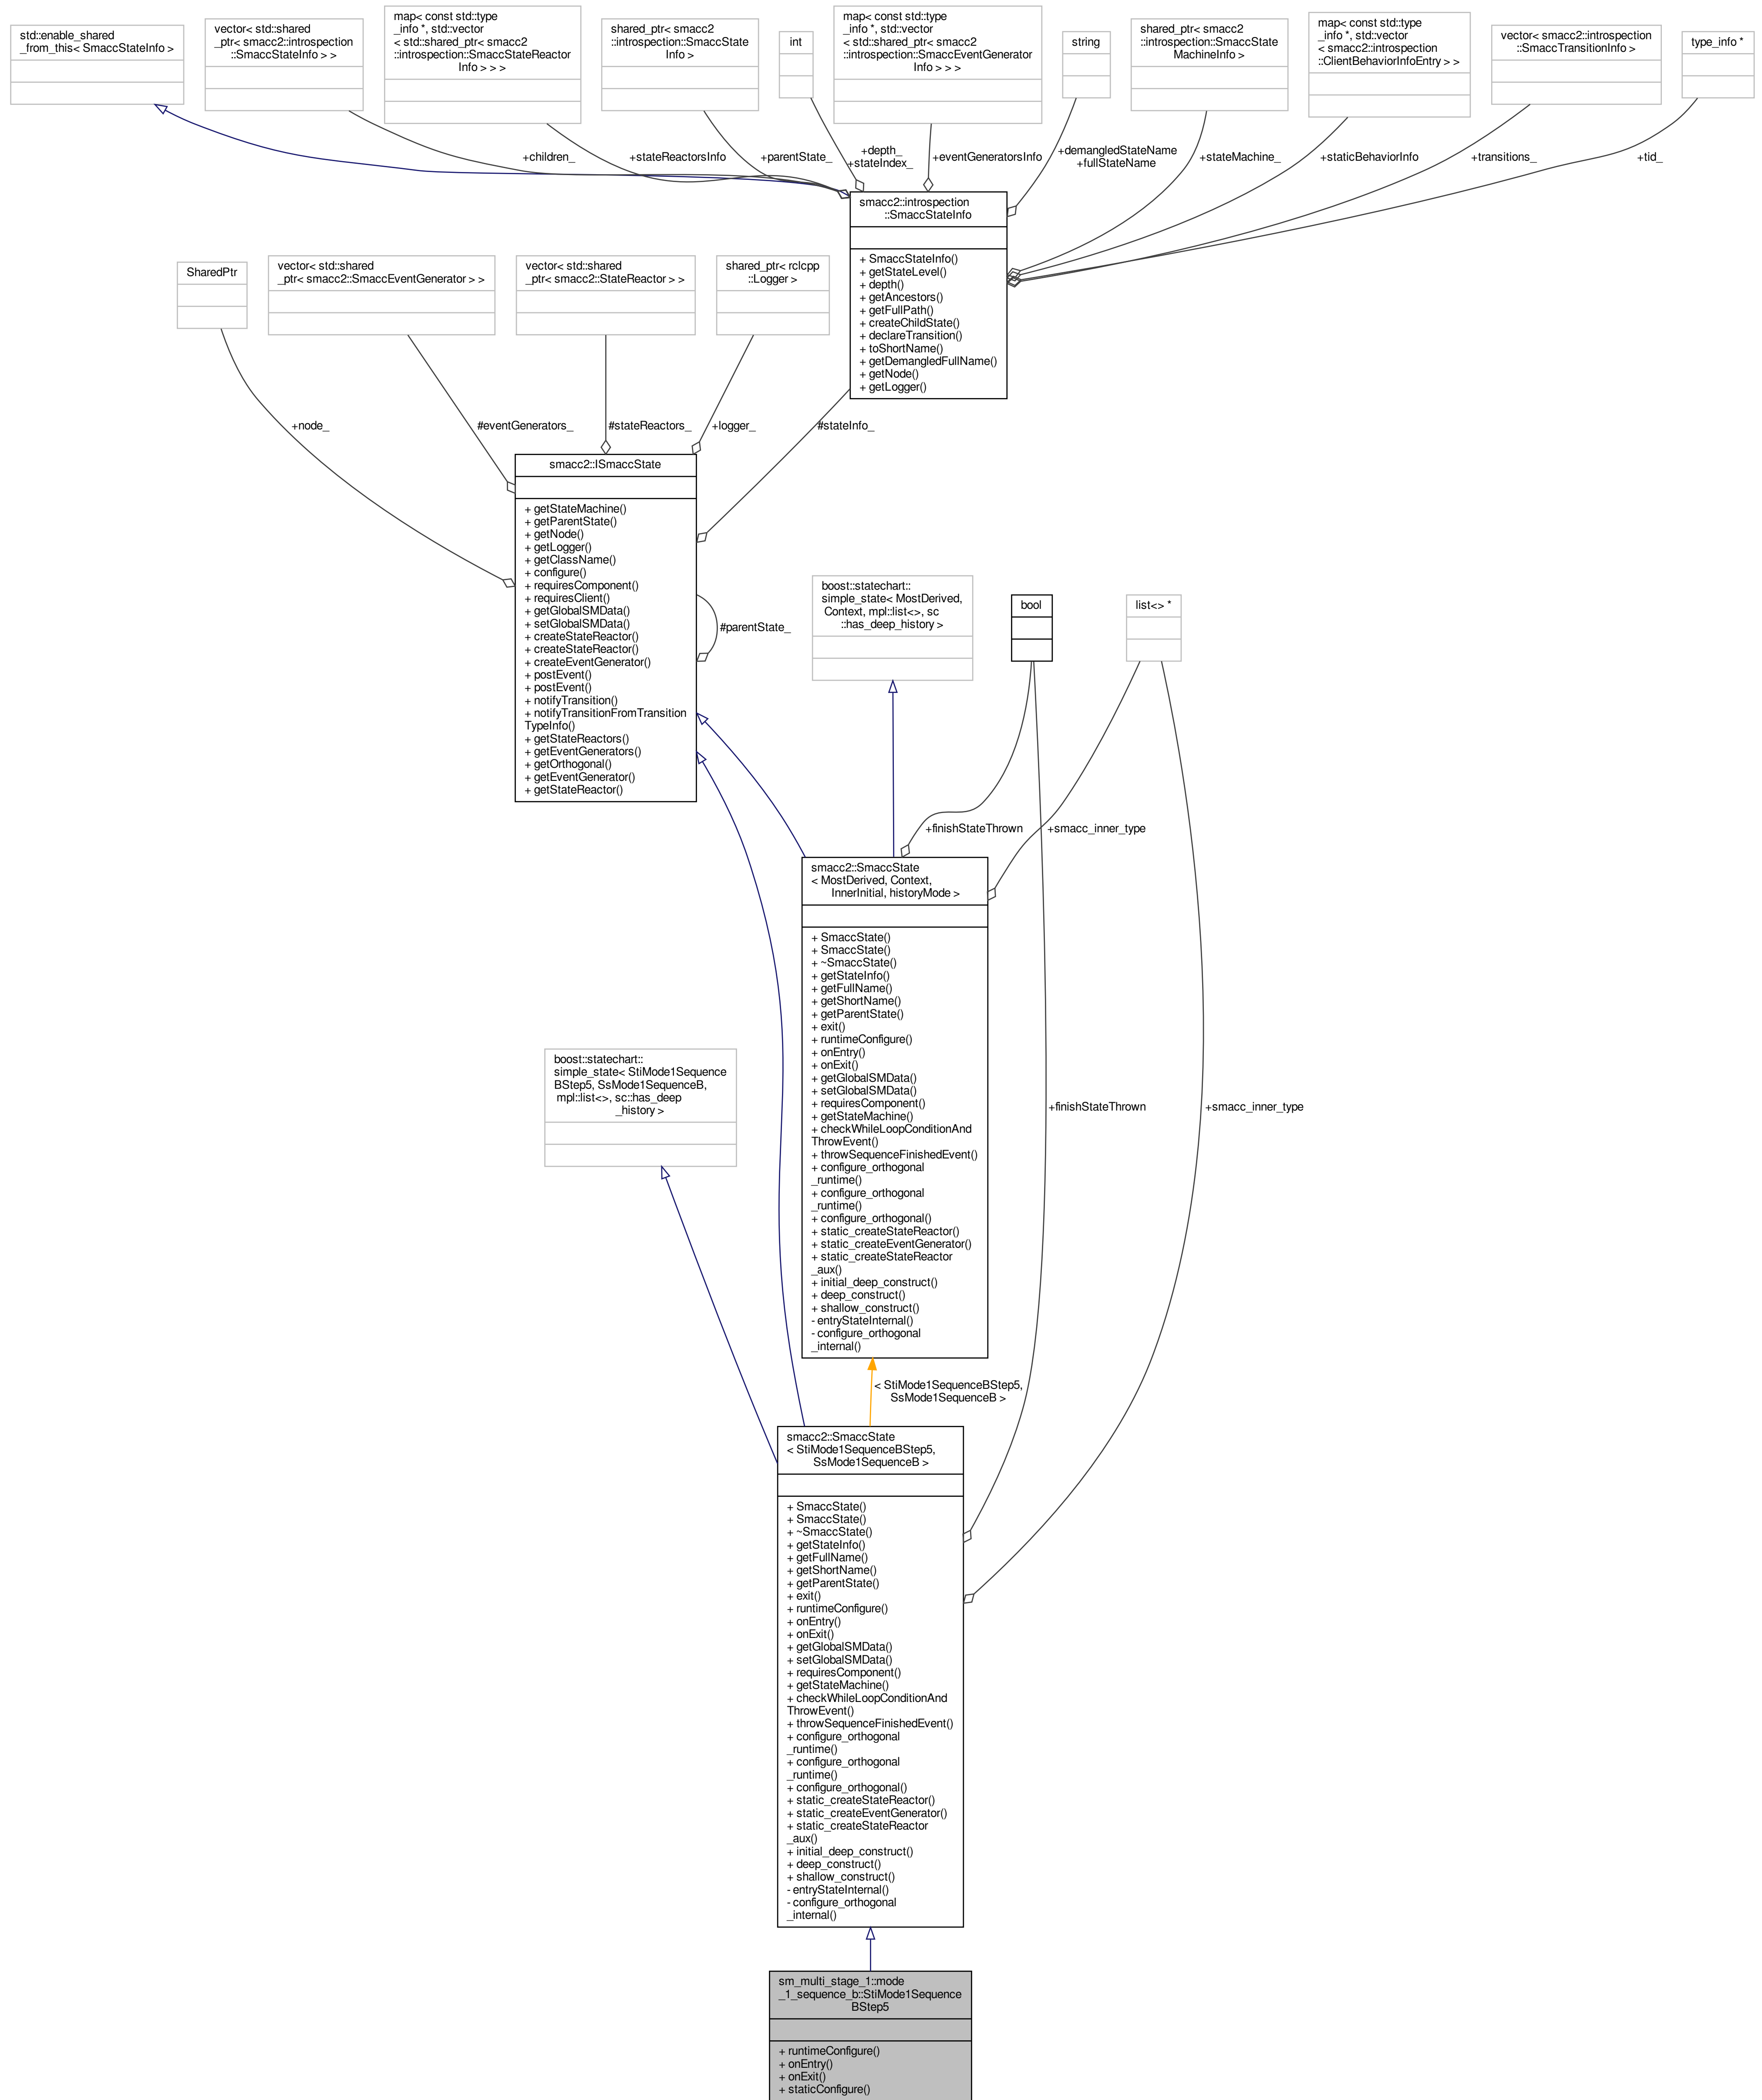 std::enable_shared
_from_this< SmaccStateInfo >
vector< std::shared
_ptr< smacc2::introspection
::SmaccStateInfo > >
map< const std::type
_info *, std::vector
< std::shared_ptr< smacc2
::introspection::SmaccStateReactor
Info > > >
shared_ptr< smacc2
::introspection::SmaccState
Info >
int
map< const std::type
_info *, std::vector
< std::shared_ptr< smacc2
::introspection::SmaccEventGenerator
Info > > >
string
shared_ptr< smacc2
::introspection::SmaccState
MachineInfo >
map< const std::type
_info *, std::vector
< smacc2::introspection
::ClientBehaviorInfoEntry > >
vector< smacc2::introspection
::SmaccTransitionInfo >
type_info *
+children_
+stateReactorsInfo
+parentState_
+depth_
+stateIndex_
+eventGeneratorsInfo
+demangledStateName
+fullStateName
+stateMachine_
+staticBehaviorInfo
+transitions_
+tid_
smacc2::introspection
::SmaccStateInfo
+ SmaccStateInfo()
+ getStateLevel()
+ depth()
+ getAncestors()
+ getFullPath()
+ createChildState()
+ declareTransition()
+ toShortName()
+ getDemangledFullName()
+ getNode()
+ getLogger()
SharedPtr
vector< std::shared
_ptr< smacc2::SmaccEventGenerator > >
vector< std::shared
_ptr< smacc2::StateReactor > >
shared_ptr< rclcpp
::Logger >
+node_
#eventGenerators_
#stateReactors_
+logger_
#stateInfo_
smacc2::ISmaccState
+ getStateMachine()
+ getParentState()
+ getNode()
+ getLogger()
+ getClassName()
+ configure()
+ requiresComponent()
+ requiresClient()
+ getGlobalSMData()
+ setGlobalSMData()
+ createStateReactor()
+ createStateReactor()
+ createEventGenerator()
+ postEvent()
+ postEvent()
+ notifyTransition()
+ notifyTransitionFromTransition
TypeInfo()
+ getStateReactors()
+ getEventGenerators()
+ getOrthogonal()
+ getEventGenerator()
+ getStateReactor()
#parentState_
boost::statechart::
simple_state< MostDerived,
Context, mpl::list<>, sc
::has_deep_history >
bool
list<> *
+finishStateThrown
+smacc_inner_type
smacc2::SmaccState
< MostDerived, Context,
InnerInitial, historyMode >
+ SmaccState()
+ SmaccState()
+ ~SmaccState()
+ getStateInfo()
+ getFullName()
+ getShortName()
+ getParentState()
+ exit()
+ runtimeConfigure()
+ onEntry()
+ onExit()
+ getGlobalSMData()
+ setGlobalSMData()
+ requiresComponent()
+ getStateMachine()
+ checkWhileLoopConditionAnd
ThrowEvent()
+ throwSequenceFinishedEvent()
+ configure_orthogonal
_runtime()
+ configure_orthogonal
_runtime()
+ configure_orthogonal()
+ static_createStateReactor()
+ static_createEventGenerator()
+ static_createStateReactor
_aux()
+ initial_deep_construct()
+ deep_construct()
+ shallow_construct()
- entryStateInternal()
- configure_orthogonal
_internal()
boost::statechart::
simple_state< StiMode1Sequence
BStep5, SsMode1SequenceB,
mpl::list<>, sc::has_deep
_history >
+finishStateThrown
+smacc_inner_type
< StiMode1SequenceBStep5,
SsMode1SequenceB >
smacc2::SmaccState
< StiMode1SequenceBStep5,
SsMode1SequenceB >
+ SmaccState()
+ SmaccState()
+ ~SmaccState()
+ getStateInfo()
+ getFullName()
+ getShortName()
+ getParentState()
+ exit()
+ runtimeConfigure()
+ onEntry()
+ onExit()
+ getGlobalSMData()
+ setGlobalSMData()
+ requiresComponent()
+ getStateMachine()
+ checkWhileLoopConditionAnd
ThrowEvent()
+ throwSequenceFinishedEvent()
+ configure_orthogonal
_runtime()
+ configure_orthogonal
_runtime()
+ configure_orthogonal()
+ static_createStateReactor()
+ static_createEventGenerator()
+ static_createStateReactor
_aux()
+ initial_deep_construct()
+ deep_construct()
+ shallow_construct()
- entryStateInternal()
- configure_orthogonal
_internal()
sm_multi_stage_1::mode
_1_sequence_b::StiMode1Sequence
BStep5
+ runtimeConfigure()
+ onEntry()
+ onExit()
+ staticConfigure()